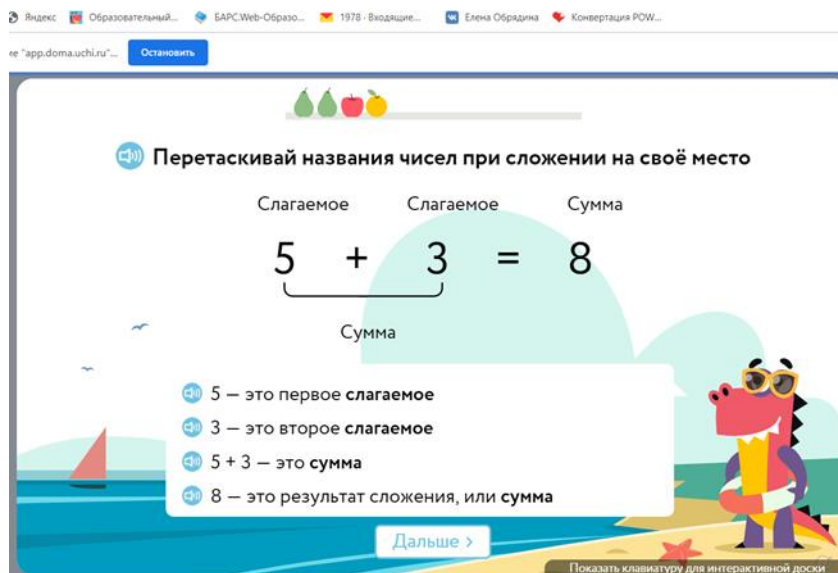 Яндекс Образовательный... БАРС.Web-Образо... 1978 - Входящие... Елена Обрядина Конвертация POW...
"app.doma.uchi.ru"... Остановить
Перетаскивай названия чисел при сложении на своё место
Слагаемое Слагаемое Сумма
5 + 3 = 8
Сумма
5 — это первое слагаемое
3 — это второе слагаемое
5 + 3 — это сумма
8 — это результат сложения, или сумма
Дальше >
Показать клавиатуру для интерактивной доски